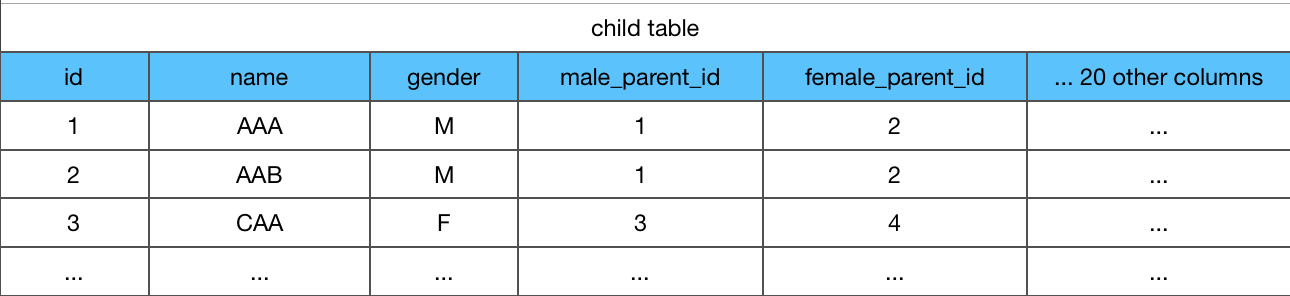 child table
id name gender male_parent_id female_parent_id ... 20 other columns
1 AAA M 1 2 ...
2 AAB M 1 2 ...
3 CAA F 3 4 ...
... ... ... ... ... ...